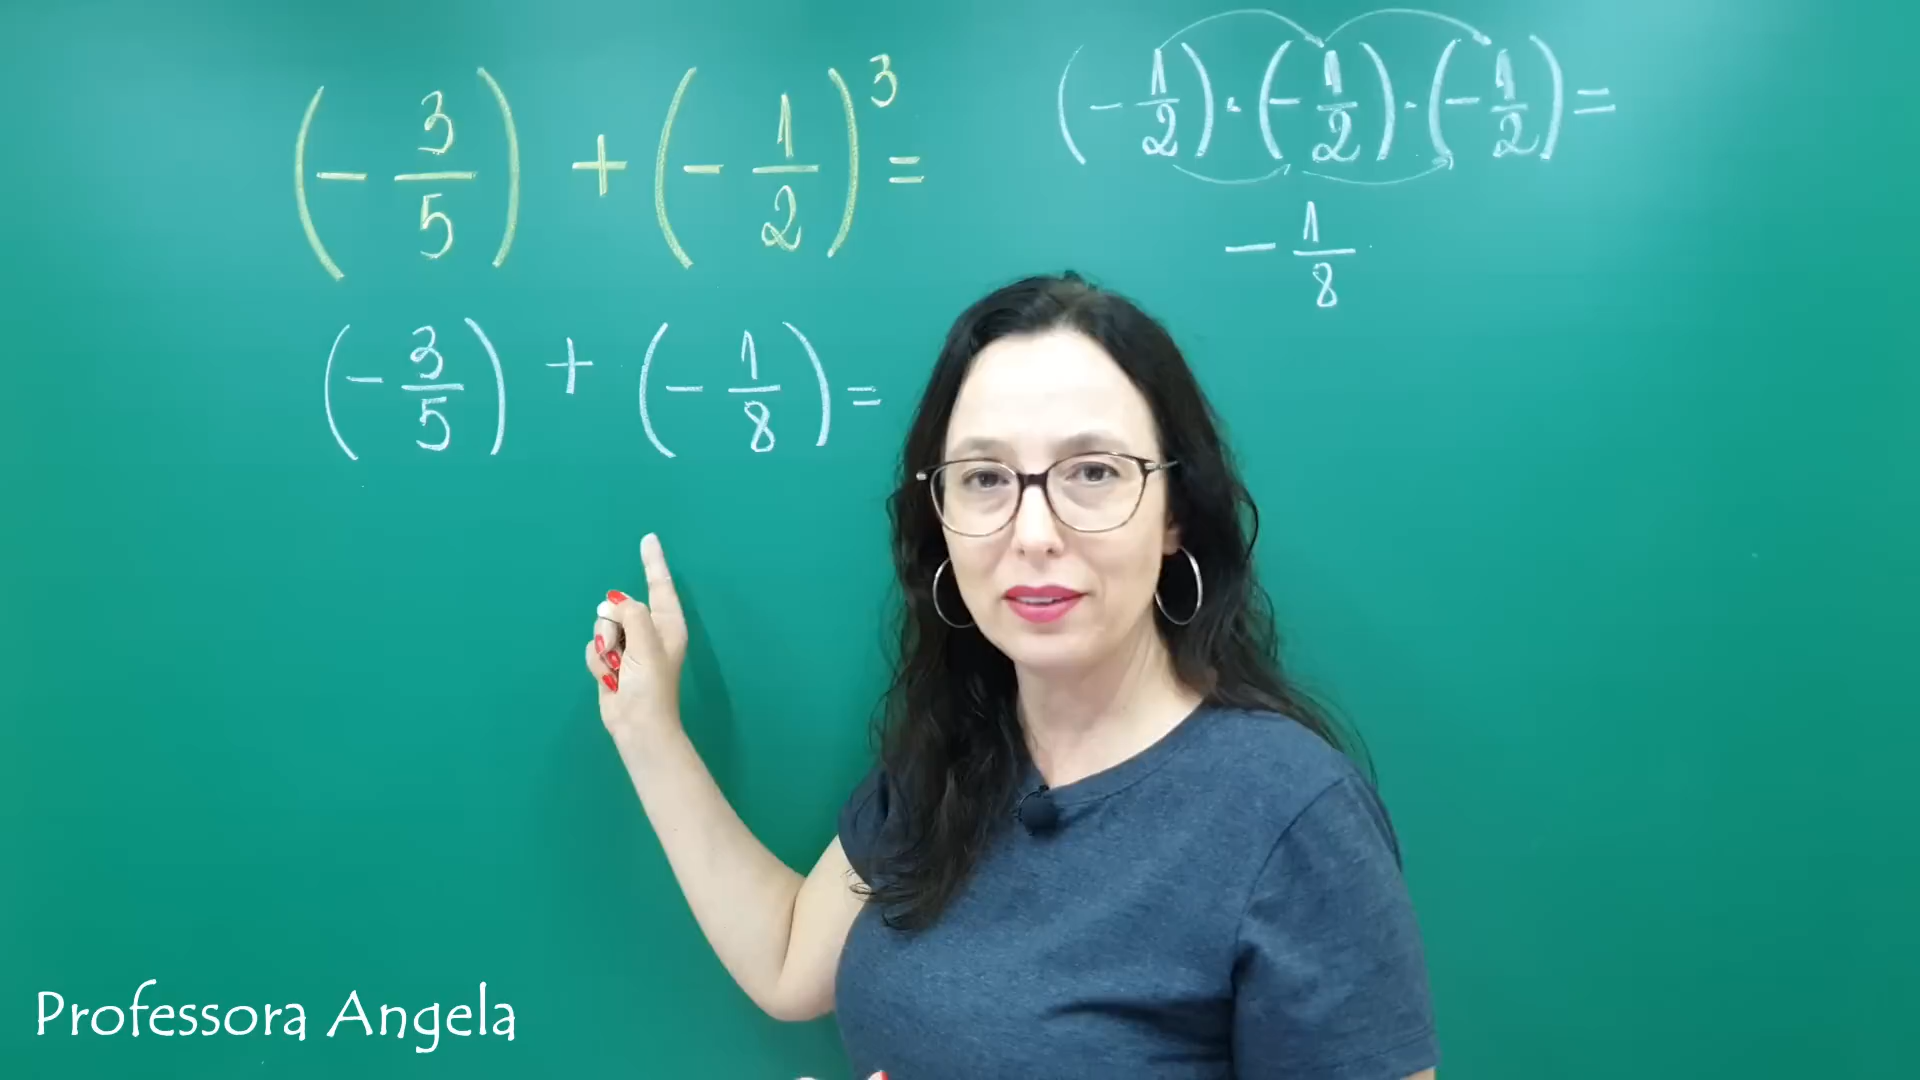 (- 3/5) + (- 1/2)³ =
(- 1/2) · (- 1/2) · (- 1/2) =
- 1/8
(- 3/5) + (- 1/8) =
Professora Angela